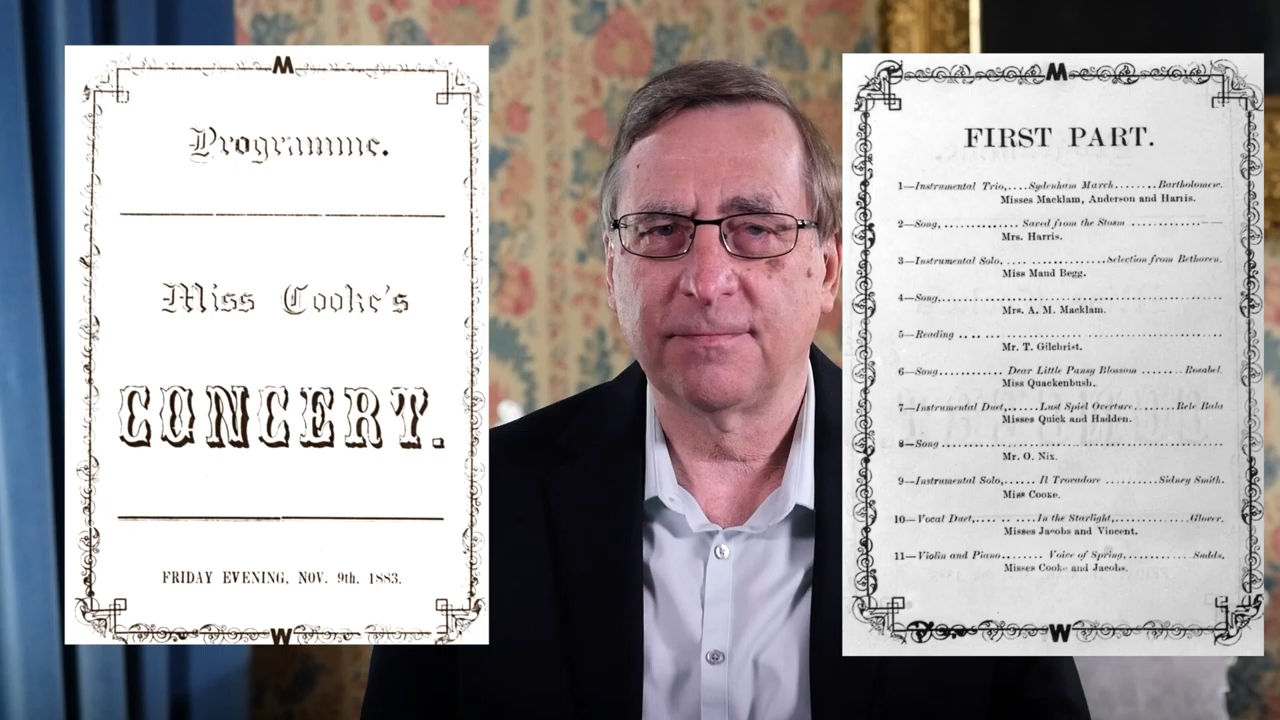 M
Programme.
Miss Cooke's
CONCERT.
FRIDAY EVENING, NOV. 9th. 1883.
W
M
FIRST PART.
1—Instrumental Trio,....Sydenham March........Bartholomew.
Misses Macklam, Anderson and Harris.
2—Song,............ Saved from the Storm ............
Mrs. Harris.
3—Instrumental Solo, ................Selection from Bethoven.
Miss Maud Begg.
4—Song,..............................................
Mrs. A. M. Macklam.
5—Reading ..........................................
Mr. T. Gilchrist.
6—Song......... Dear Little Pansy Blossom .......Rosabel.
Miss Quackenbush.
7—Instrumental Duet,......Lust Spiel Overture.......Rele Bala
Misses Quick and Hadden.
8—Song ..............................................
Mr. O. Nix.
9—Instrumental Solo,...... Il Trovadore ..........Sidney Smith.
Miss Cooke.
10—Vocal Duet,.... ...In the Starlight,.............Glover.
Misses Jacobs and Vincent.
11—Violin and Piano....... Voice of Spring,...........Sudds,
Misses Cooke and Jacobs.
W